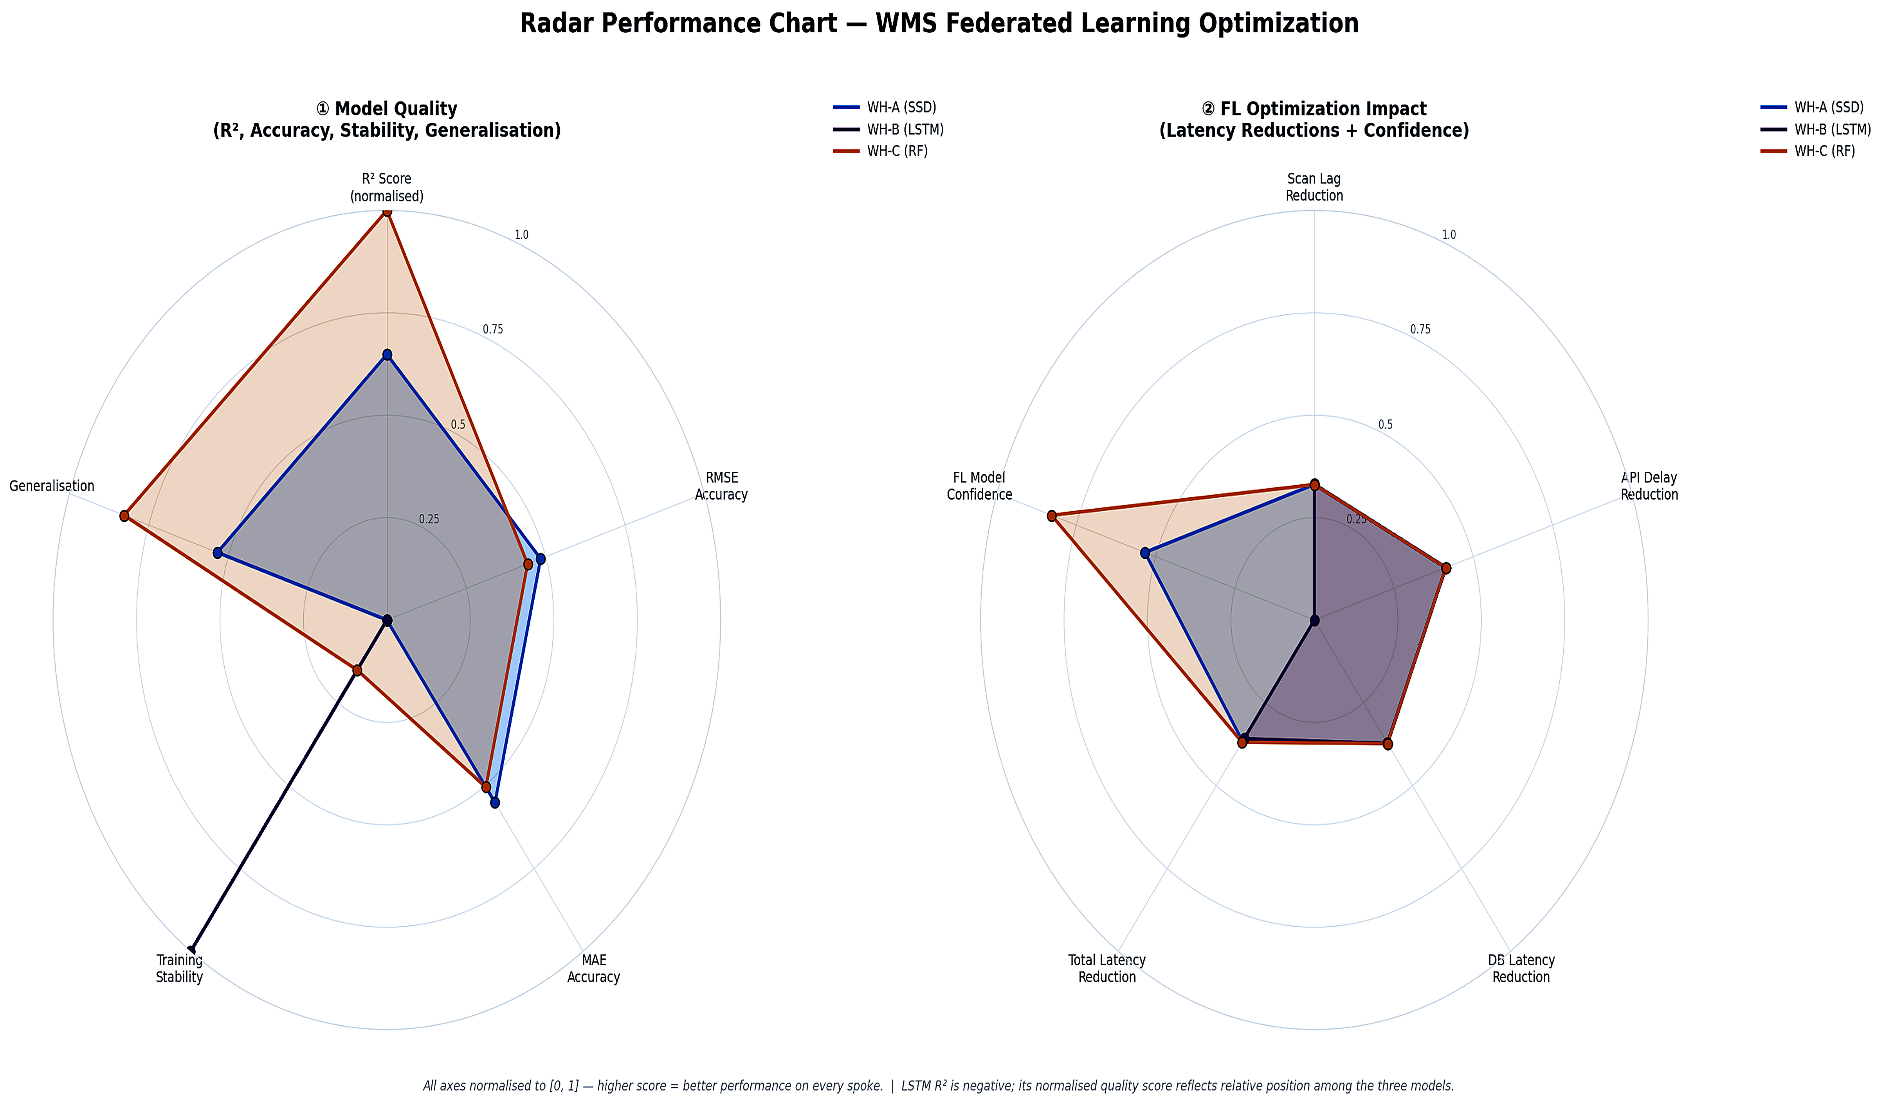 Radar Performance Chart — WMS Federated Learning Optimization
① Model Quality
(R², Accuracy, Stability, Generalisation)
WH-A (SSD)
WH-B (LSTM)
WH-C (RF)
R² Score
(normalised)
1.0
0.75
0.5
0.25
RMSE
Accuracy
Generalisation
Training
Stability
MAE
Accuracy
② FL Optimization Impact
(Latency Reductions + Confidence)
WH-A (SSD)
WH-B (LSTM)
WH-C (RF)
Scan Lag
Reduction
1.0
0.75
0.5
0.25
API Delay
Reduction
FL Model
Confidence
Total Latency
Reduction
DB Latency
Reduction
All axes normalised to [0, 1] — higher score = better performance on every spoke. | LSTM R² is negative; its normalised quality score reflects relative position among the three models.